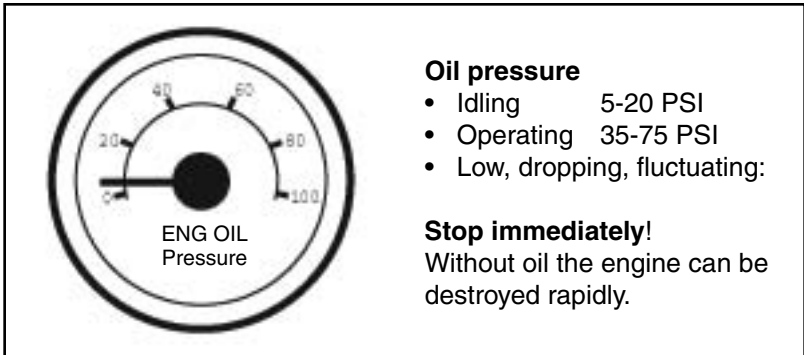 40 60
20 80
0 100
ENG OIL
Pressure
Oil pressure
• Idling 5-20 PSI
• Operating 35-75 PSI
• Low, dropping, fluctuating:
Stop immediately!
Without oil the engine can be
destroyed rapidly.